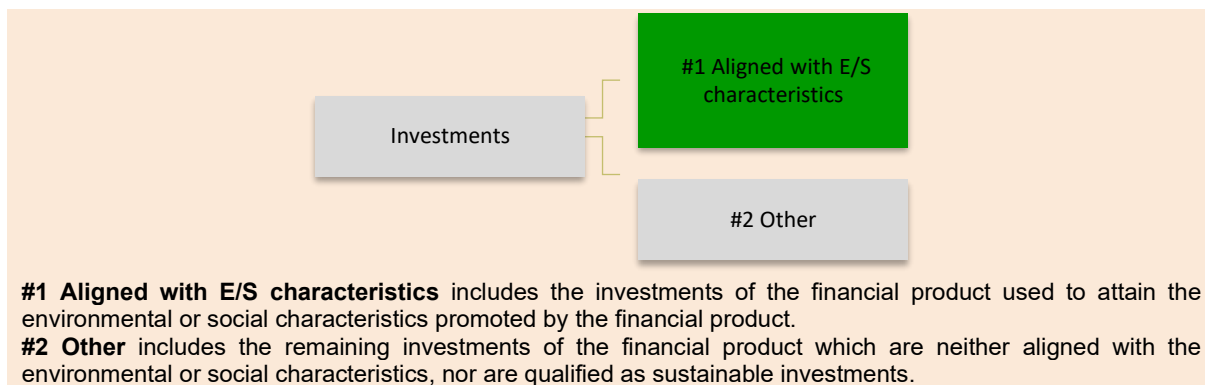 #1 Aligned with E/S
characteristics
Investments
#2 Other
#1 Aligned with E/S characteristics includes the investments of the financial product used to attain the
environmental or social characteristics promoted by the financial product.
#2 Other includes the remaining investments of the financial product which are neither aligned with the
environmental or social characteristics, nor are qualified as sustainable investments.